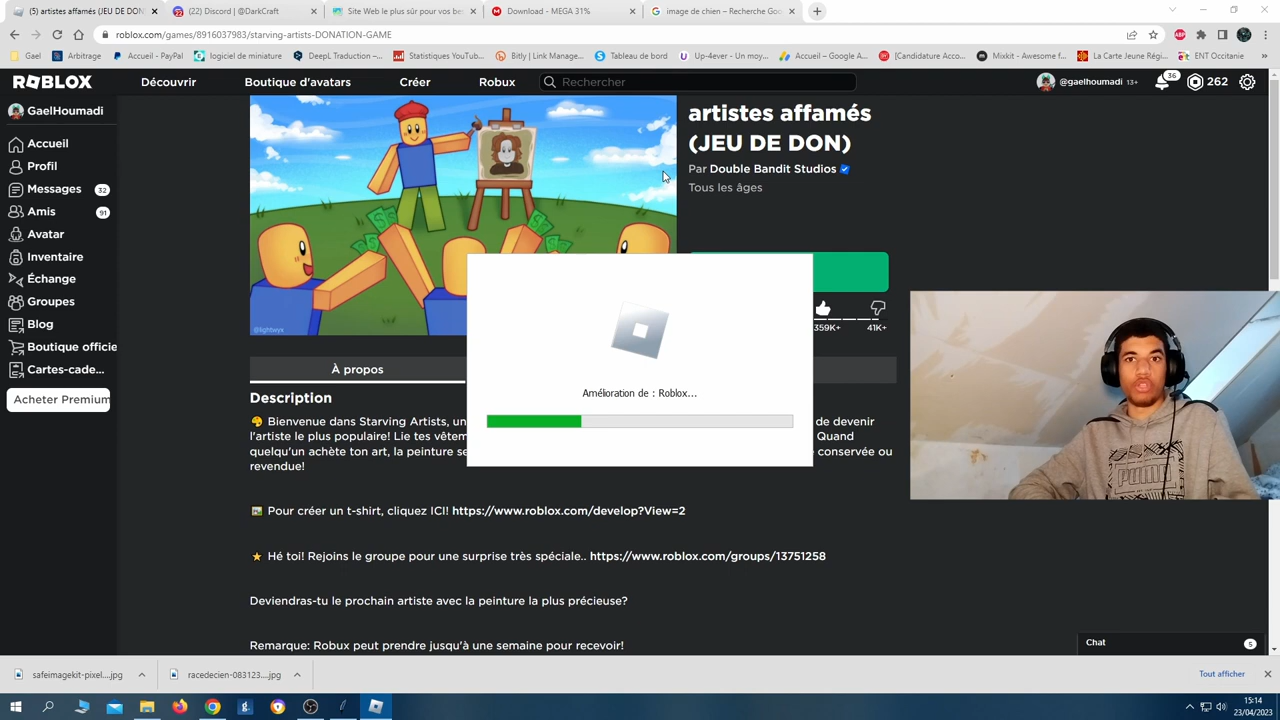 (5) artistes affamés (JEU DE DON)
(22) Discord | @DarkCraft
Site Web le plus sûr pour vos bes
Download - MEGA 31%
image de chien – Recherche Goo
roblox.com/games/8916037983/starving-artists-DONATION-GAME
Gael
Arbitrage
Accueil - PayPal
logiciel de miniature
DeepL Traduction –...
Statistiques YouTub...
Bitly | Link Manage...
Tableau de bord
Up-4ever - Un moy...
Accueil – Google A...
[Candidature Acco...
Mixkit - Awesome f...
La Carte Jeune Régi...
ENT Occitanie
ROBLOX
Découvrir
Boutique d'avatars
Créer
Robux
Rechercher
@gaelhoumadi 13+
36
262
GaelHoumadi
Accueil
Profil
Messages 32
Amis 91
Avatar
Inventaire
Échange
Groupes
Blog
Boutique officie
Cartes-cade...
Acheter Premium
@lightwyx
artistes affamés
(JEU DE DON)
Par Double Bandit Studios
Tous les âges
359K+
41K+
Amélioration de : Roblox...
À propos
Description
Bienvenue dans Starving Artists, un
de devenir
l'artiste le plus populaire! Lie tes vêtem
Quand
quelqu'un achète ton art, la peinture se
conservée ou
revendue!
Pour créer un t-shirt, cliquez ICI! https://www.roblox.com/develop?View=2
Hé toi! Rejoins le groupe pour une surprise très spéciale.. https://www.roblox.com/groups/13751258
Deviendras-tu le prochain artiste avec la peinture la plus précieuse?
Remarque: Robux peut prendre jusqu'à une semaine pour recevoir!
PUMA
Chat
5
safeimagekit-pixel....jpg
racedecien-083123....jpg
Tout afficher
15:14
23/04/2023